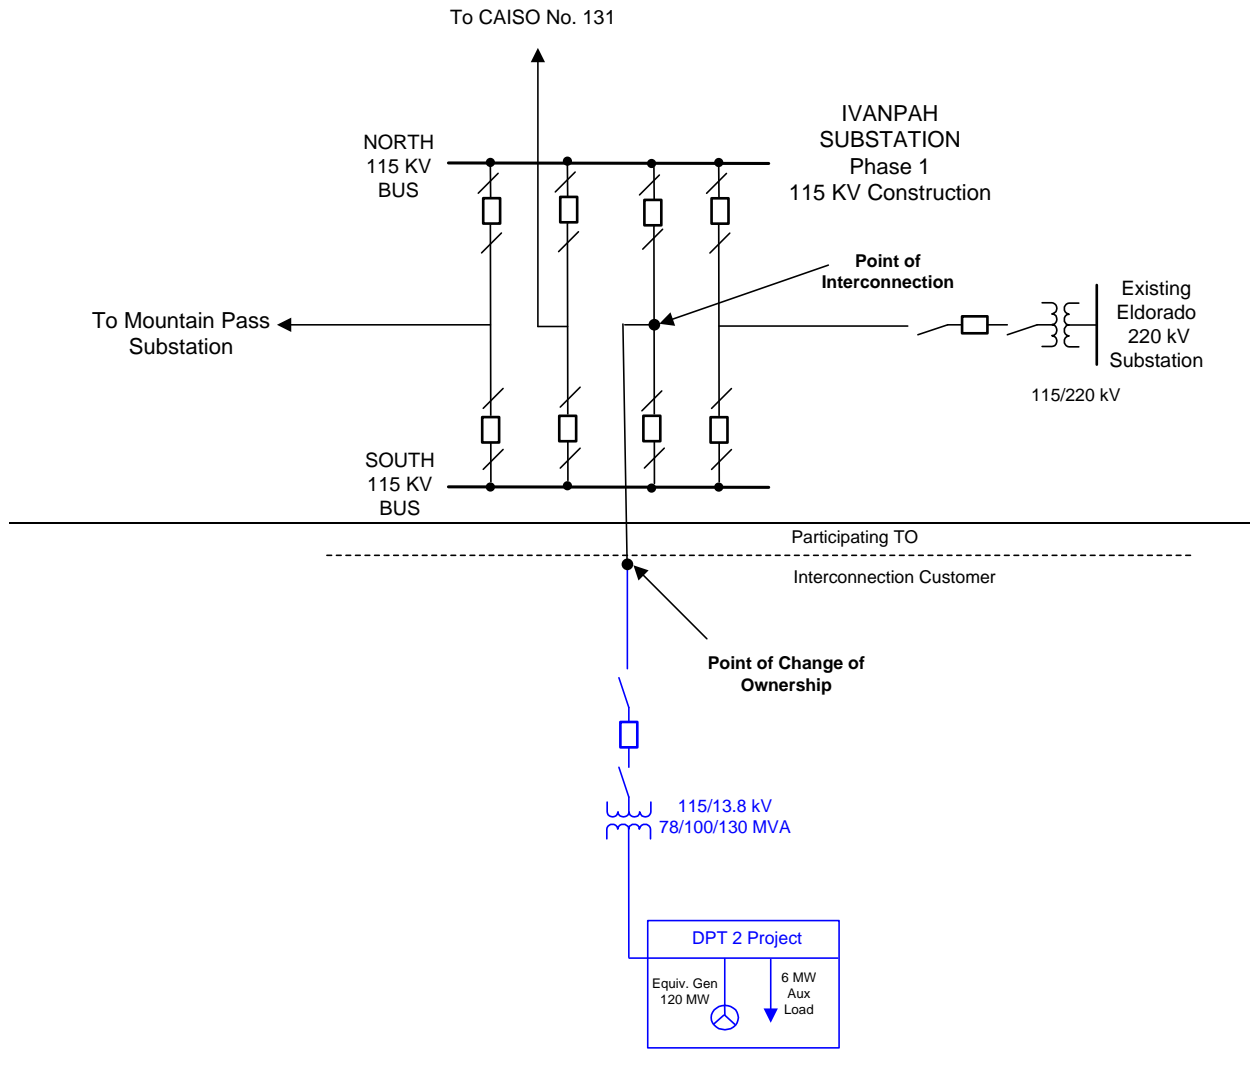 To CAISO No. 131
IVANPAH
SUBSTATION
Phase 1
115 KV Construction
NORTH
115 KV
BUS
Point of
Interconnection
To Mountain Pass
Substation
Existing
Eldorado
220 kV
Substation
115/220 kV
SOUTH
115 KV
BUS
Participating TO
Interconnection Customer
Point of Change of
Ownership
115/13.8 kV
78/100/130 MVA
DPT 2 Project
Equiv. Gen
120 MW
6 MW
Aux
Load